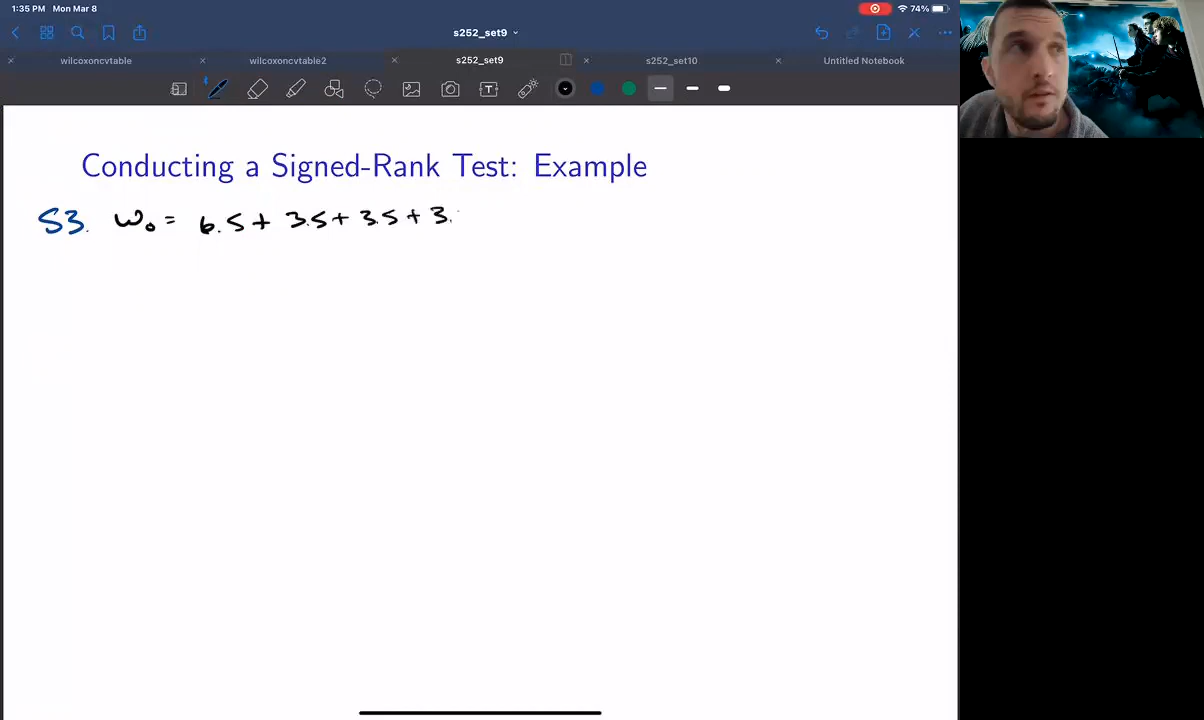 1:35 PM Mon Mar 8
74%
s252_set9
wilcoxoncvtable
wilcoxoncvtable2
s252_set9
s252_set10
Untitled Notebook
Conducting a Signed-Rank Test: Example
S3. w₀ = 6.5 + 3.5 + 3.5 + 3.